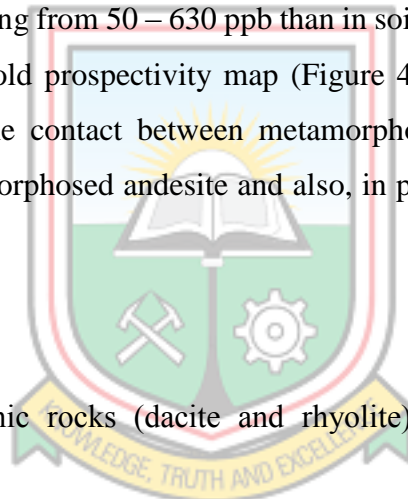 ng from 50 – 630 ppb than in soi
old prospectivity map (Figure 4
e contact between metamorpho
orphosed andesite and also, in p
nic rocks (dacite and rhyolite)
KNOWLEDGE, TRUTH AND EXCELLENCE